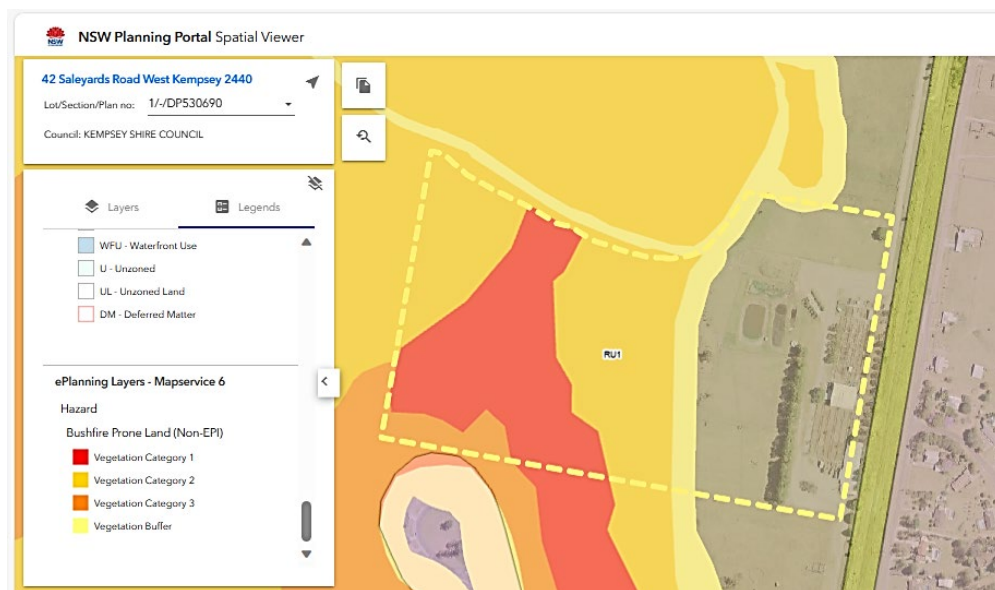 NSW
NSW Planning Portal Spatial Viewer
42 Saleyards Road West Kempsey 2440
Lot/Section/Plan no: 1/-/DP530690
Council: KEMPSEY SHIRE COUNCIL
Layers
Legends
WFU - Waterfront Use
U - Unzoned
UL - Unzoned Land
DM - Deferred Matter
ePlanning Layers - Mapservice 6
Hazard
Bushfire Prone Land (Non-EPI)
Vegetation Category 1
Vegetation Category 2
Vegetation Category 3
Vegetation Buffer
RU1